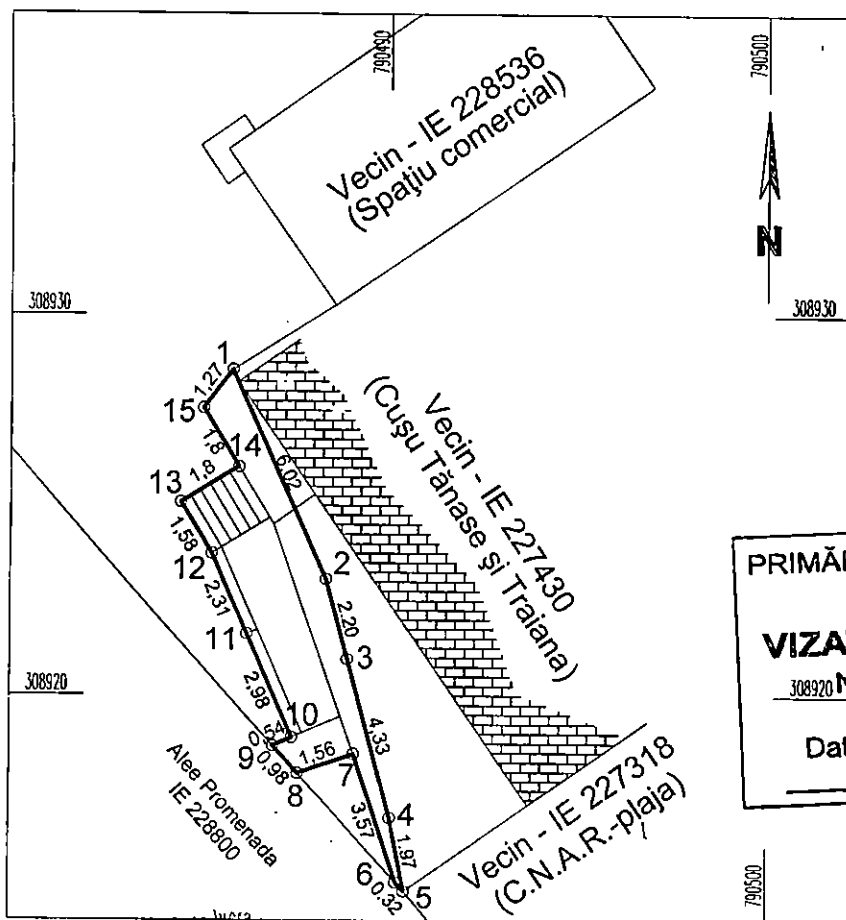 790490
790500
Vecin - IE 228536
(Spaţiu comercial)
N
308930
308930
1
1,27
15
1,8
14
6.02
13
1,8
1,58
12
2,31
11
2,98
Vecin - IE 227430
(Cuşu Tănase şi Traiana)
2
2.20
3
4,33
PRIMĂ
VIZA
308920
308920
N
Dat
10
0,54
9
0,98
1,56
8
7
3,57
4
1.97
6
0.32
5
Alee Promenada
IE 228800
Vecin - IE 227318
(C.N.A.R.-plaja)
790500